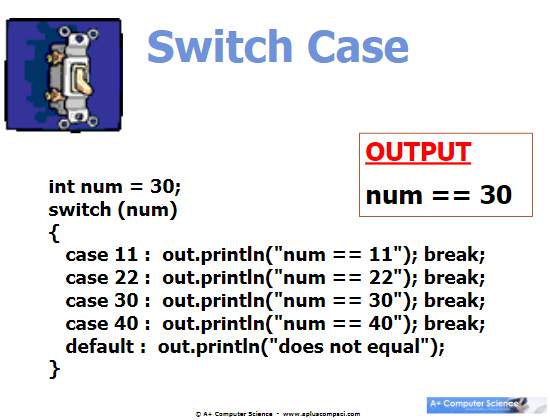 Switch Case
OUTPUT
num == 30
int num = 30;
switch (num)
{
case 11 :  out.println("num == 11"); break;
case 22 :  out.println("num == 22"); break;
case 30 :  out.println("num == 30"); break;
case 40 :  out.println("num == 40"); break;
default :  out.println("does not equal");
}
© A+ Computer Science  -  www.apluscompsci.com
A+ Computer Science